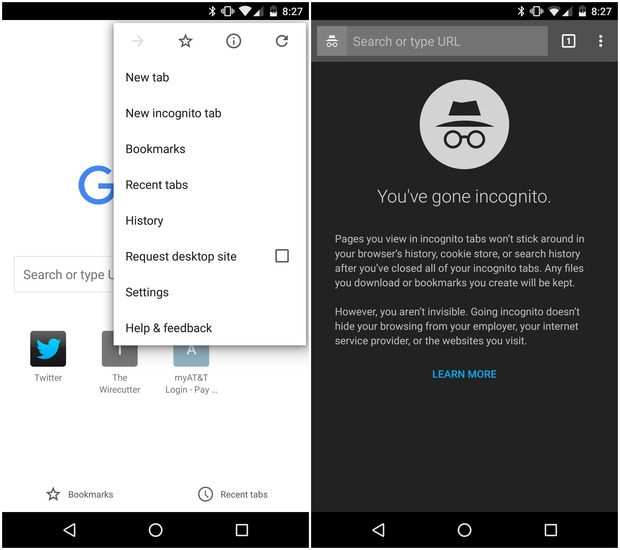 8:27
New tab
New incognito tab
Bookmarks
Recent tabs
History
Request desktop site
Settings
Help & feedback
G
Search or type U
T
A
Twitter
The
Wirecutter
myAT&T
Login - Pay ...
Bookmarks
Recent tabs
8:27
Search or type URL
1
You've gone incognito.
Pages you view in incognito tabs won't stick around in
your browser's history, cookie store, or search history
after you've closed all of your incognito tabs. Any files
you download or bookmarks you create will be kept.
However, you aren't invisible. Going incognito doesn't
hide your browsing from your employer, your internet
service provider, or the websites you visit.
LEARN MORE